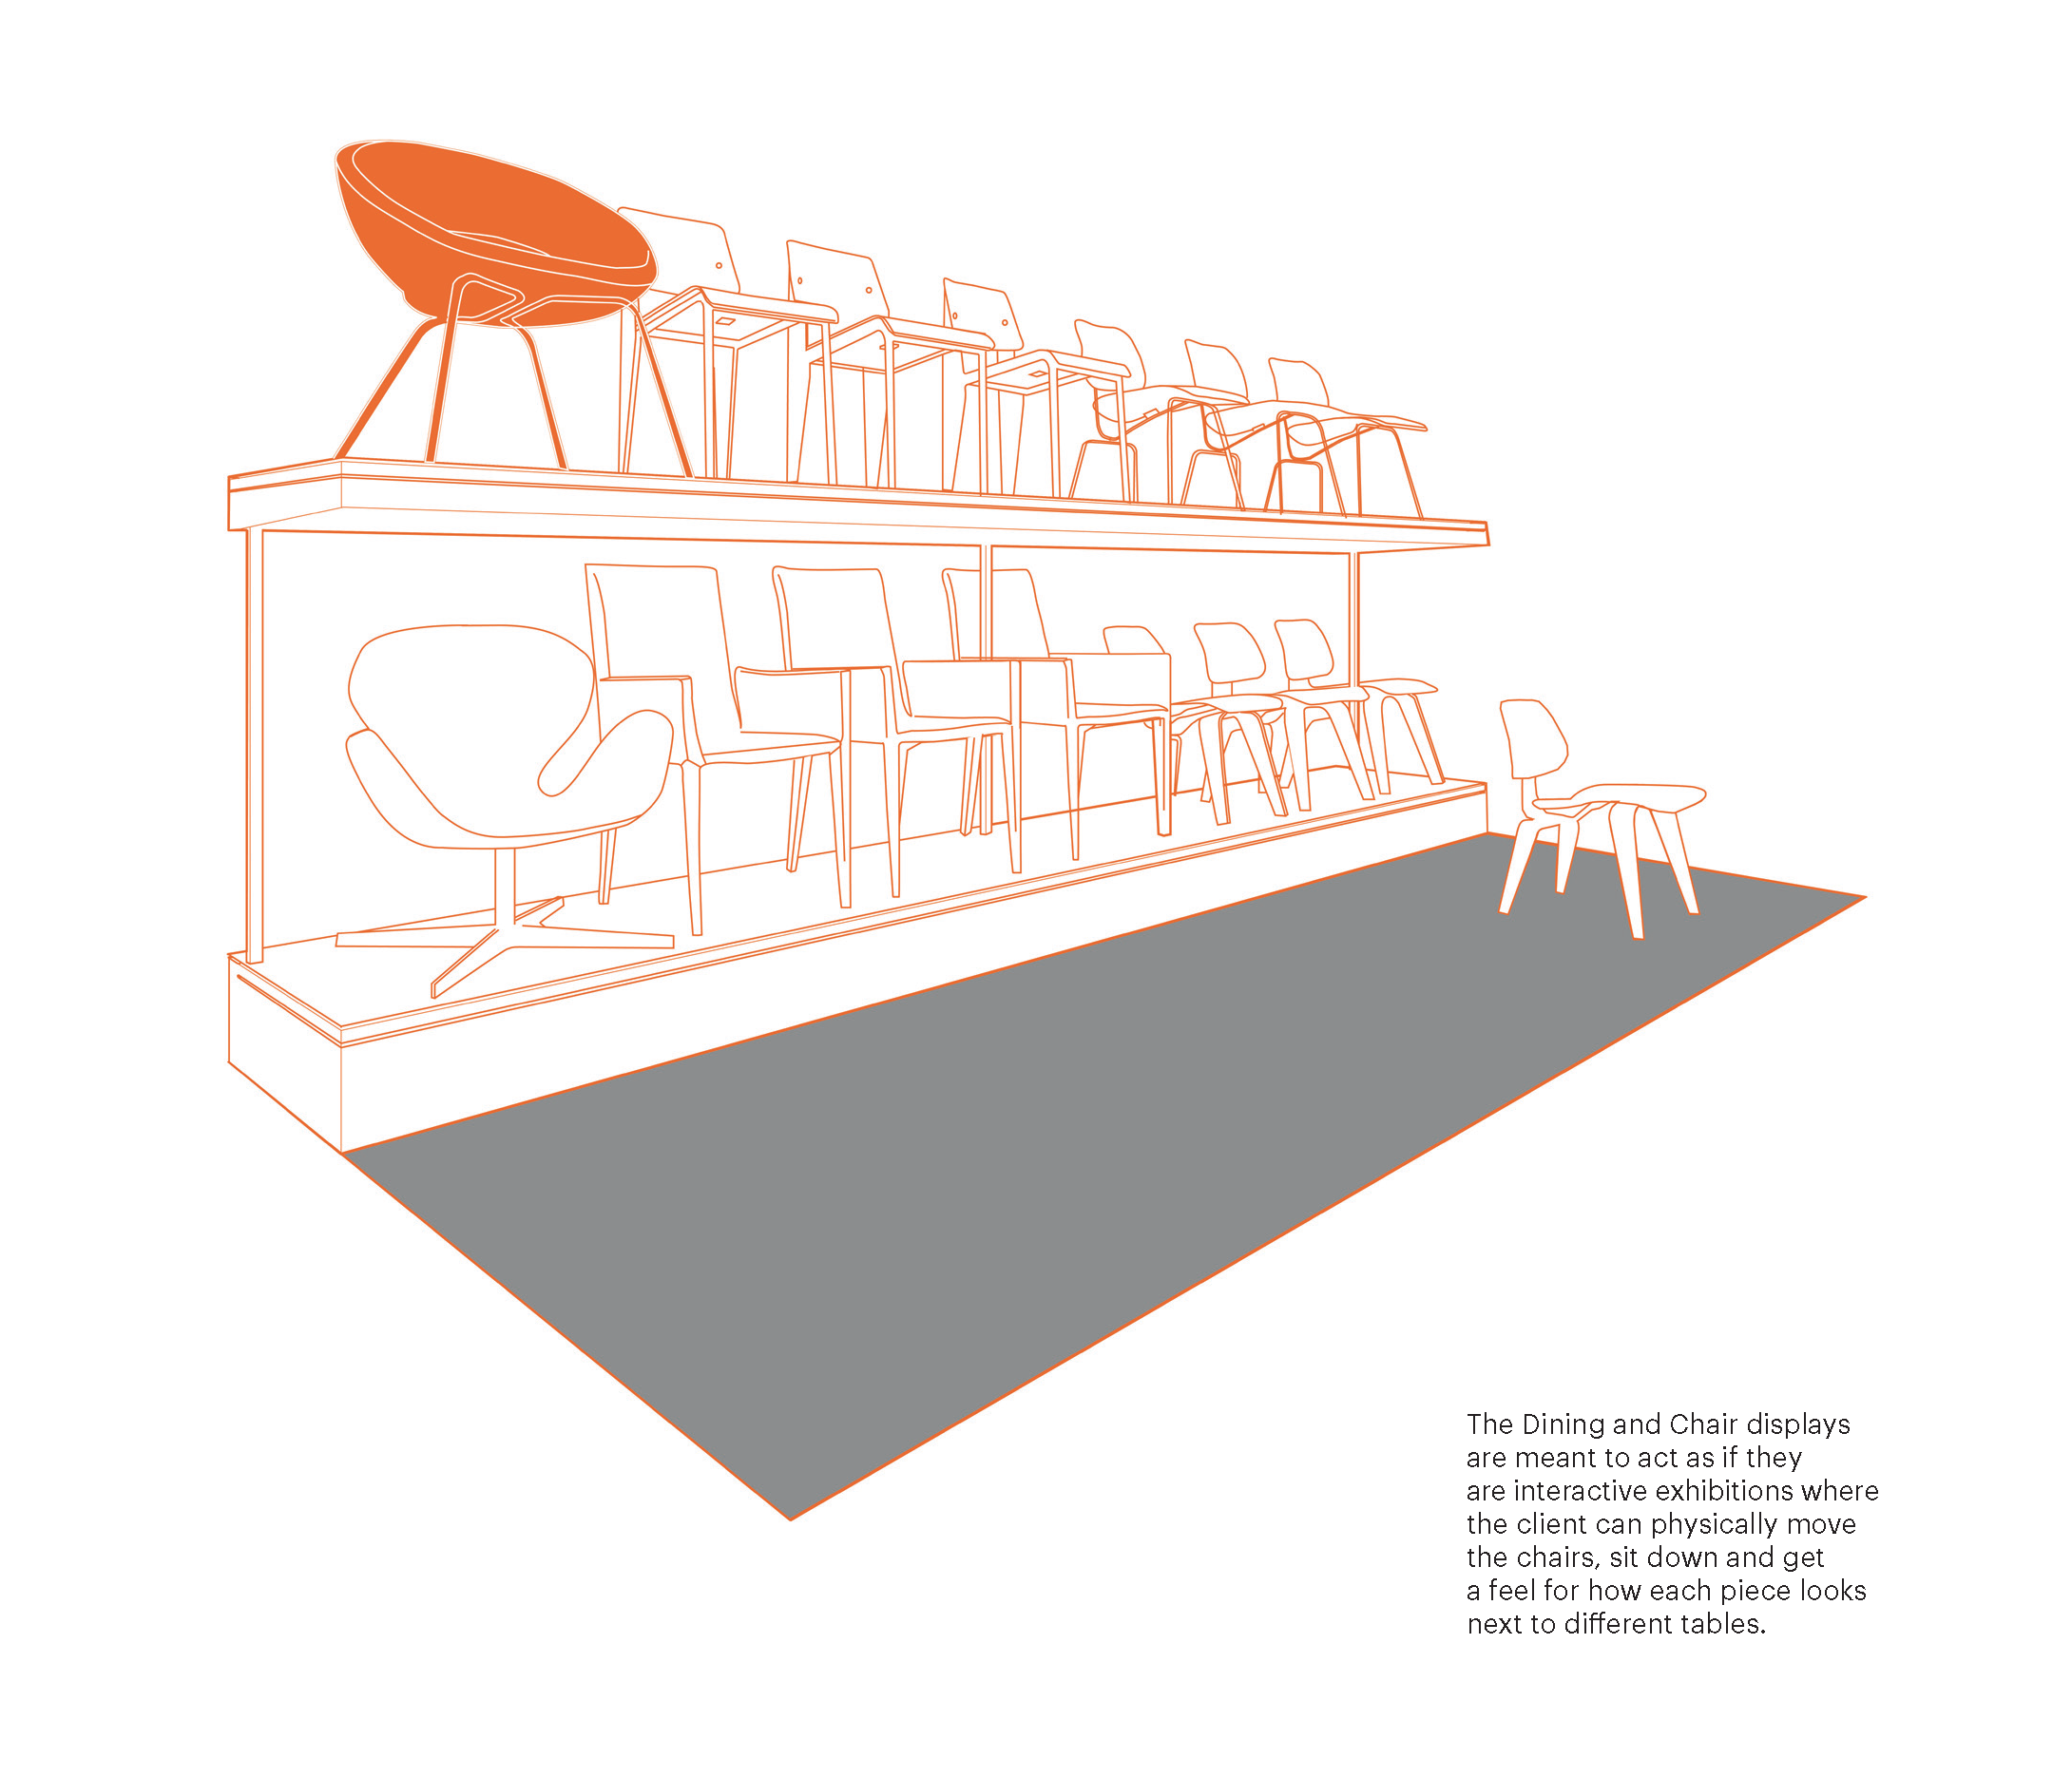 The Dining and Chair displays
are meant to act as if they
are interactive exhibitions where
the client can physically move
the chairs, sit down and get
a feel for how each piece looks
next to different tables.